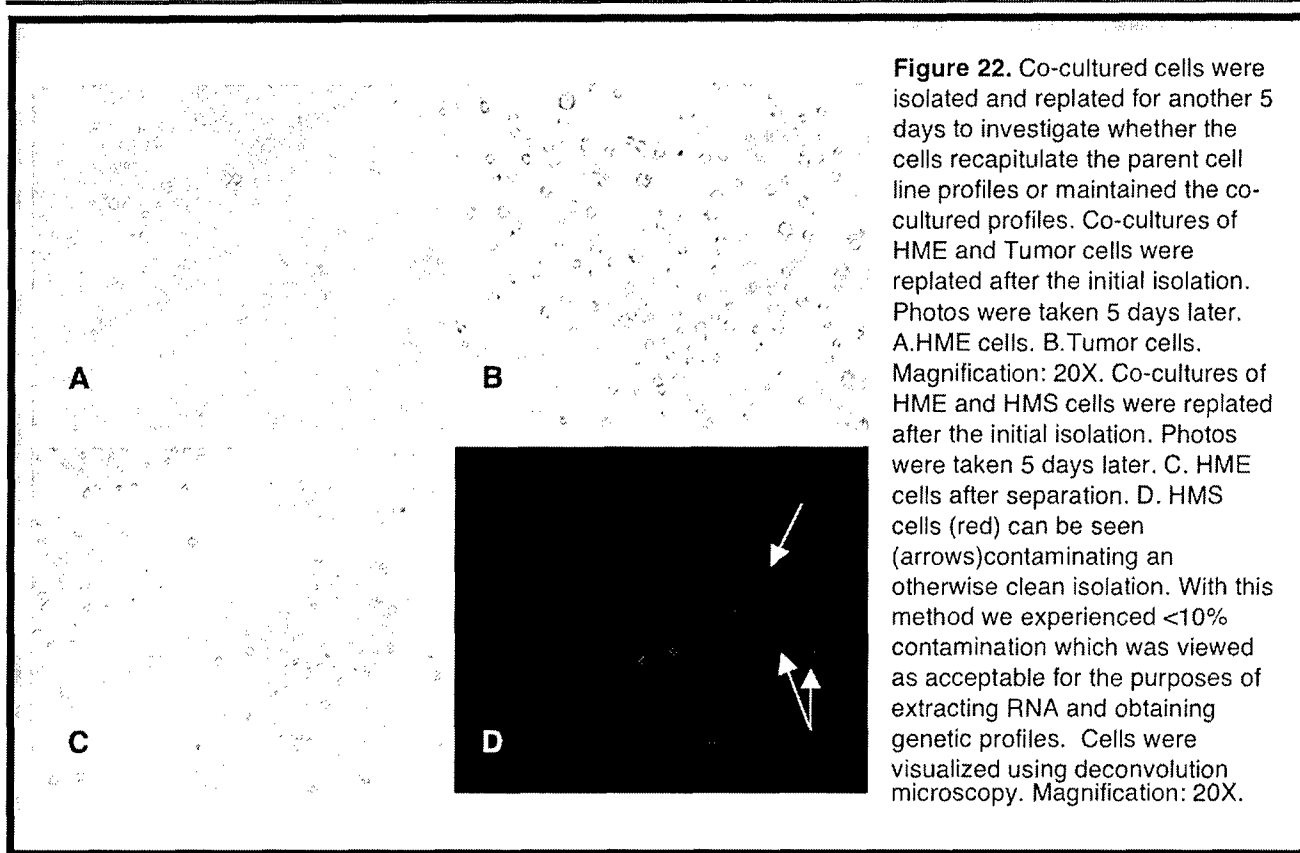 Figure 22. Co-cultured cells were
isolated and replated for another 5
days to investigate whether the
cells recapitulate the parent cell
line profiles or maintained the co-
cultured profiles. Co-cultures of
HME and Tumor cells were
replated after the initial isolation.
Photos were taken 5 days later.
A.HME cells. B.Tumor cells.
Magnification: 20X. Co-cultures of
HME and HMS cells were replated
after the initial isolation. Photos
were taken 5 days later. C. HME
cells after separation. D. HMS
cells (red) can be seen
(arrows)contaminating an
otherwise clean isolation. With this
method we experienced <10%
contamination which was viewed
as acceptable for the purposes of
extracting RNA and obtaining
genetic profiles. Cells were
visualized using deconvolution
microscopy. Magnification: 20X.
A
B
C
D